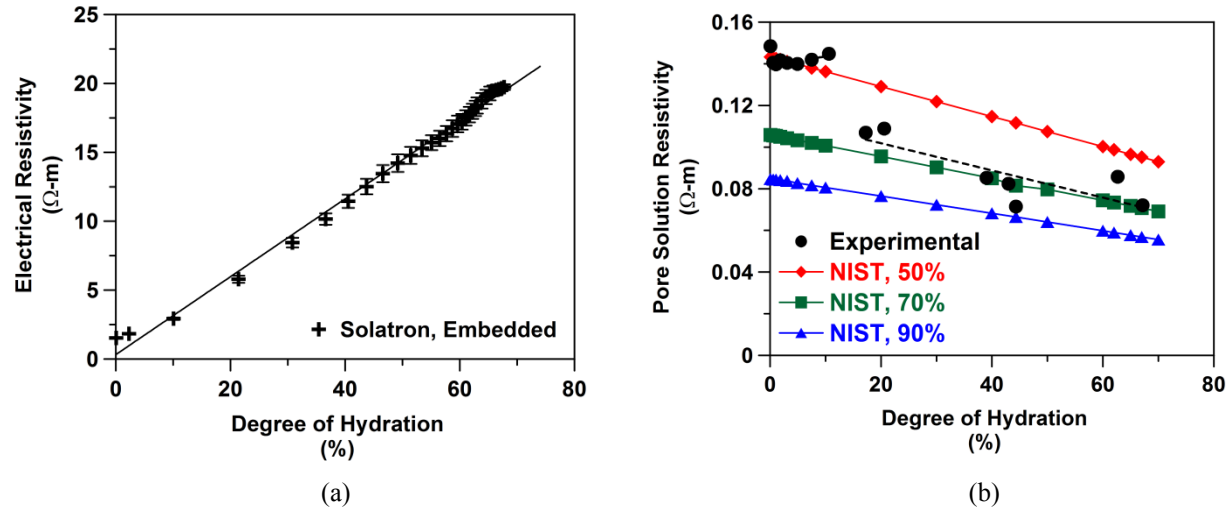 (a)
25
20
15
10
5
0
Electrical Resistivity
(Ω-m)
Solatron, Embedded
0 20 40 60 80
Degree of Hydration
(%)
(a)
(b)
0.16
0.12
0.08
0.04
0
Pore Solution Resistivity
(Ω-m)
Experimental
NIST, 50%
NIST, 70%
NIST, 90%
0 20 40 60 80
Degree of Hydration
(%)
(b)